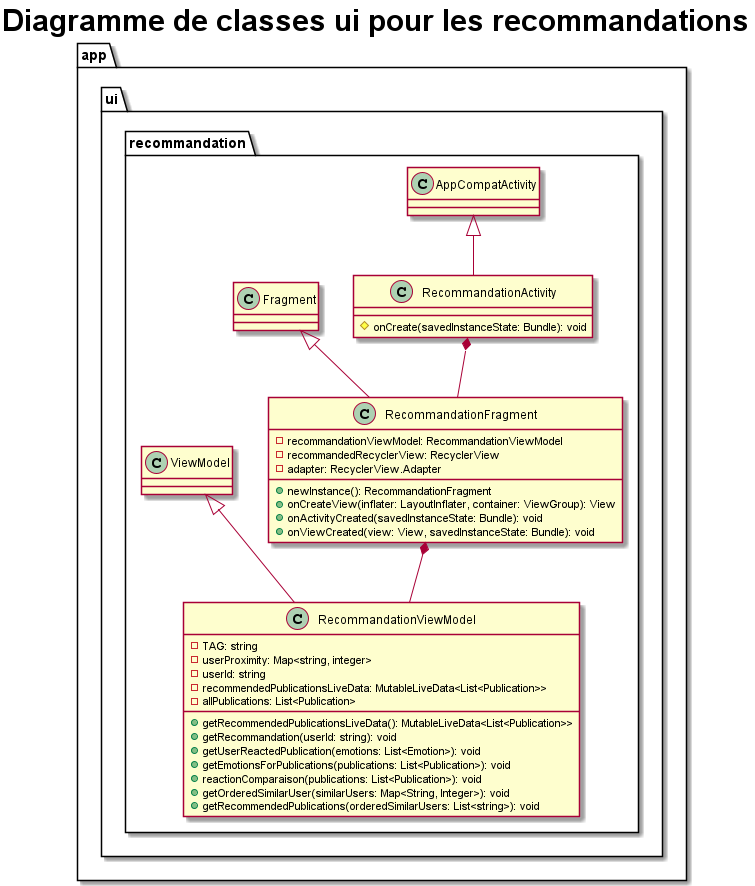 Diagramme de classes ui pour les recommandations
app
ui
recommandation
C AppCompatActivity
C RecommandationActivity
onCreate(savedInstanceState: Bundle): void
C Fragment
C RecommandationFragment
recommandationViewModel: RecommandationViewModel
recommandedRecyclerView: RecyclerView
adapter: RecyclerView.Adapter
newInstance(): RecommandationFragment
onCreateView(inflater: LayoutInflater, container: ViewGroup): View
onActivityCreated(savedInstanceState: Bundle): void
onViewCreated(view: View, savedInstanceState: Bundle): void
C ViewModel
C RecommandationViewModel
TAG: string
userProximity: Map<string, integer>
userId: string
recommendedPublicationsLiveData: MutableLiveData<List<Publication>>
allPublications: List<Publication>
getRecommendedPublicationsLiveData(): MutableLiveData<List<Publication>>
getRecommandation(userId: string): void
getUserReactedPublication(emotions: List<Emotion>): void
getEmotionsForPublications(publications: List<Publication>): void
reactionComparaison(publications: List<Publication>): void
getOrderedSimilarUser(similarUsers: Map<String, Integer>): void
getRecommendedPublications(orderedSimilarUsers: List<string>): void